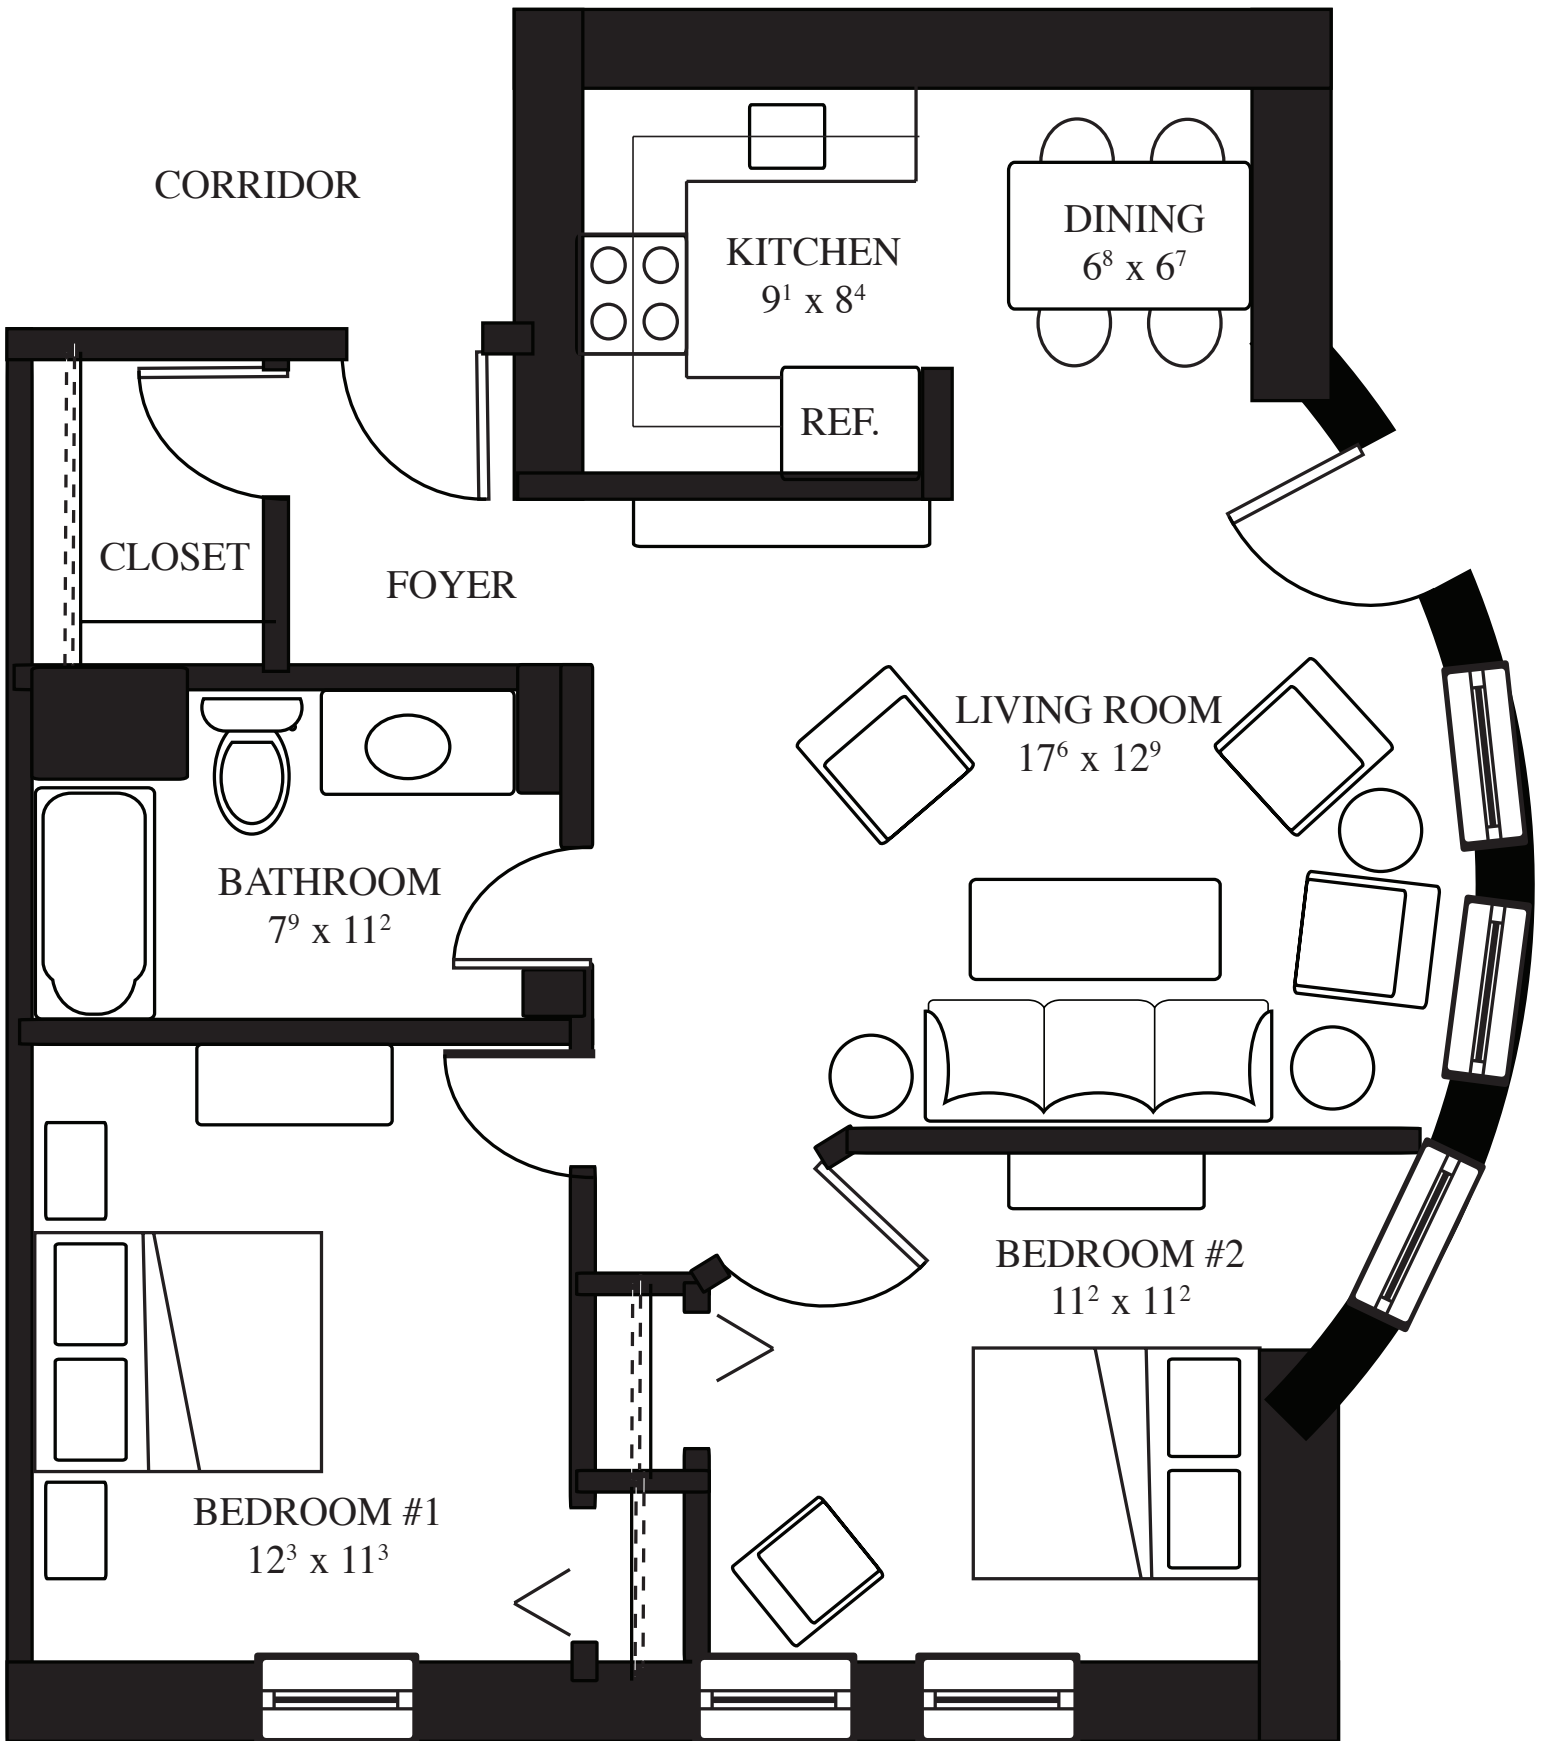 CORRIDOR
KITCHEN
9¹ x 8⁴
DINING
6⁸ x 6⁷
REF.
CLOSET
FOYER
LIVING ROOM
17⁶ x 12⁹
BATHROOM
7⁹ x 11²
BEDROOM #2
11² x 11²
BEDROOM #1
12³ x 11³